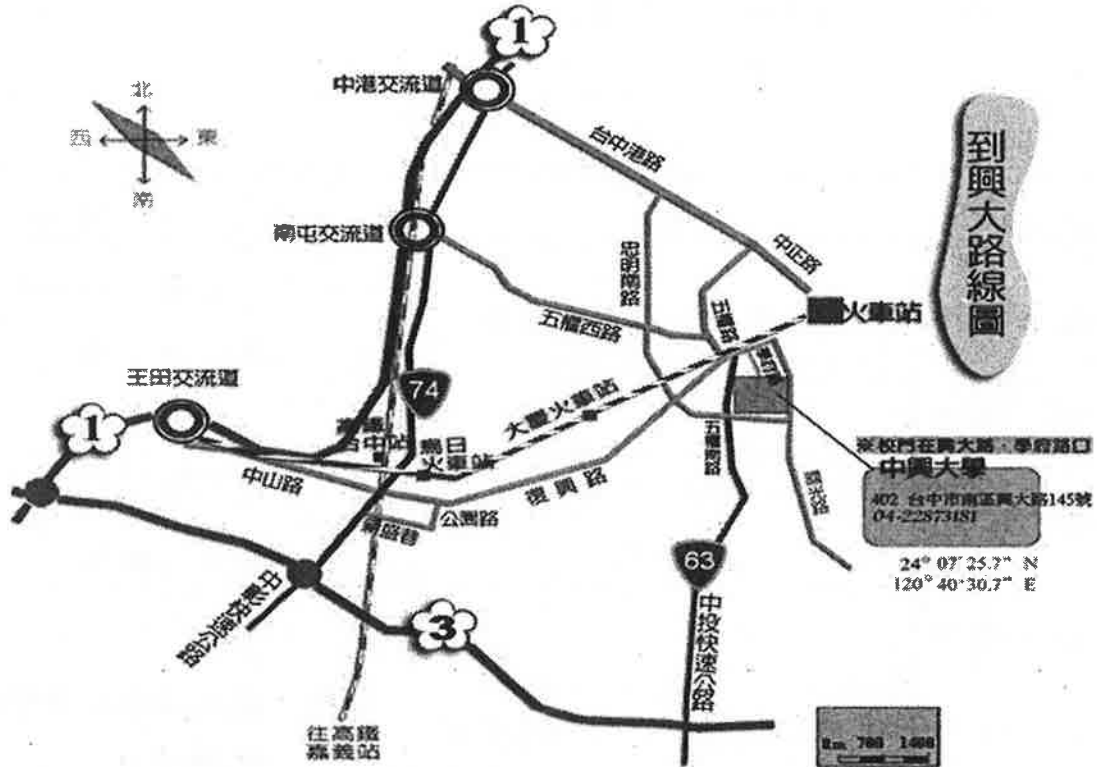 1
中港交流道
北
西
東
南
台中港路
到興大路線圖
南屯交流道
忠明南路
中正路
五權西路
五權路
火車站
王田交流道
74
1
高鐵
台中站
烏日
火車站
大慶火車站
中山路
復興路
五權南路
公園路
※校門在興大路、學府路口
中興大學
402 台中市南區興大路145號
04-22873181
24° 07' 25.7" N
120° 40' 30.7" E
63
中彰快速公路
3
中投快速公路
往高鐵
嘉義站
0km 700 1400